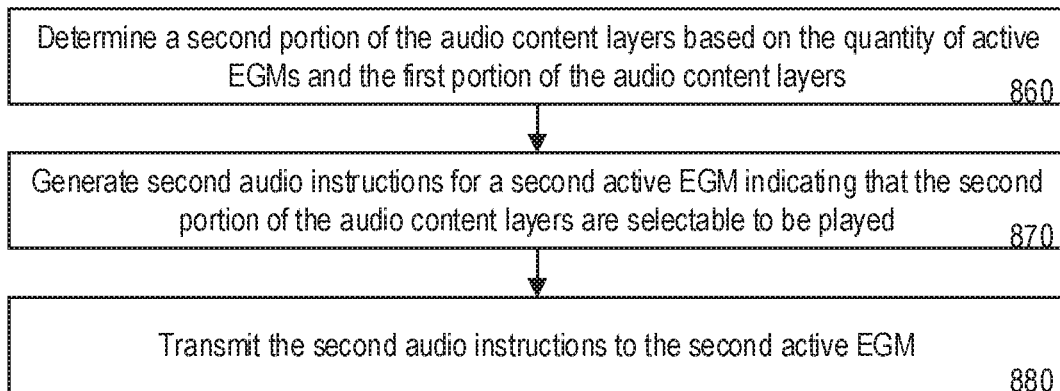 Determine a second portion of the audio content layers based on the quantity of active
EGMs and the first portion of the audio content layers
860
Generate second audio instructions for a second active EGM indicating that the second
portion of the audio content layers are selectable to be played
870
Transmit the second audio instructions to the second active EGM
880